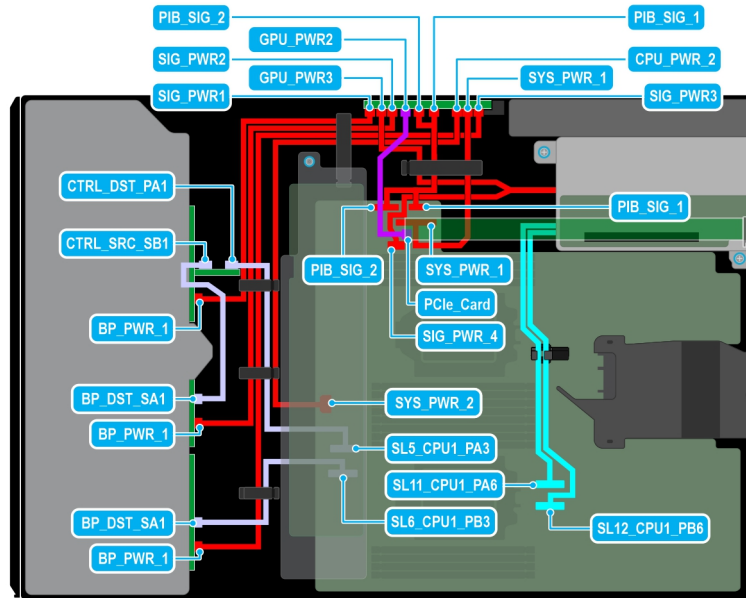 PIB_SIG_2
PIB_SIG_1
GPU_PWR2
SIG_PWR2
CPU_PWR_2
GPU_PWR3
SYS_PWR_1
SIG_PWR1
SIG_PWR3
CTRL_DST_PA1
PIB_SIG_1
CTRL_SRC_SB1
PIB_SIG_2
SYS_PWR_1
PCIe_Card
BP_PWR_1
SIG_PWR_4
BP_DST_SA1
SYS_PWR_2
BP_PWR_1
SL5_CPU1_PA3
SL11_CPU1_PA6
BP_DST_SA1
SL6_CPU1_PB3
SL12_CPU1_PB6
BP_PWR_1